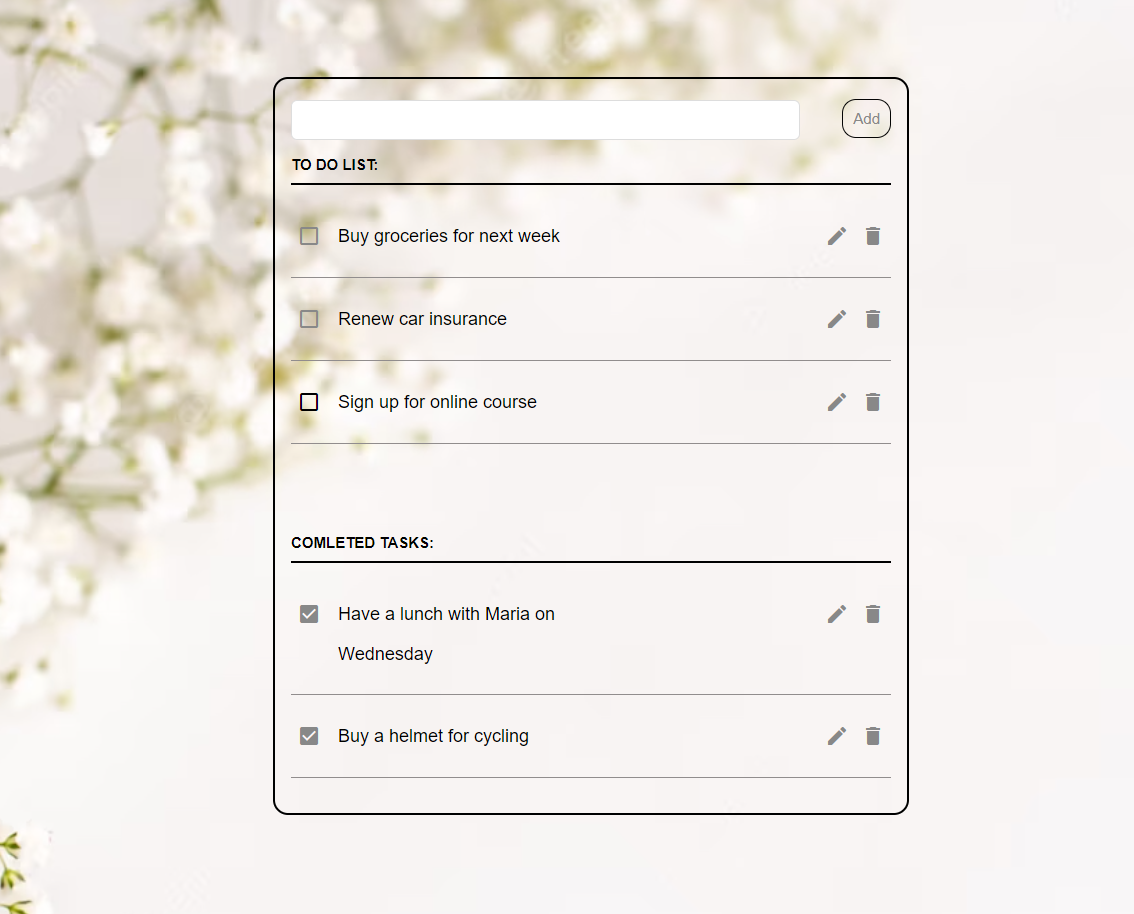 Add
TO DO LIST:
Buy groceries for next week
Renew car insurance
Sign up for online course
COMLETED TASKS:
Have a lunch with Maria on
Wednesday
Buy a helmet for cycling